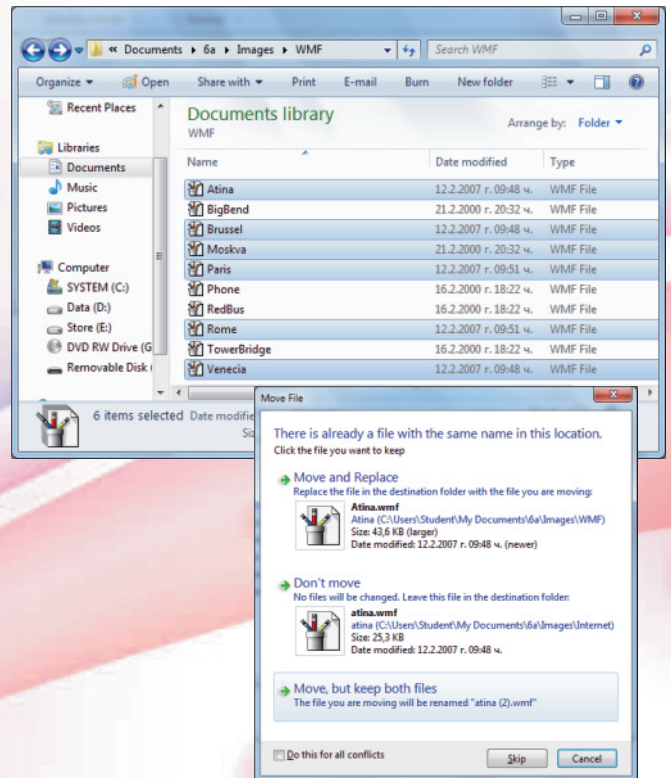 « Documents ▸ 6a ▸ Images ▸ WMF
Search WMF
Organize Open Share with Print E-mail Burn New folder
Recent Places
Libraries
Documents
Music
Pictures
Videos
Computer
SYSTEM (C:)
Data (D:)
Store (E:)
DVD RW Drive (G
Removable Disk (
Documents library
WMF
Arrange by: Folder
Name Date modified Type
Atina 12.2.2007 г. 09:48 ч. WMF File
BigBend 21.2.2000 г. 20:32 ч. WMF File
Brussel 12.2.2007 г. 09:48 ч. WMF File
Moskva 21.2.2000 г. 20:32 ч. WMF File
Paris 12.2.2007 г. 09:51 ч. WMF File
Phone 16.2.2000 г. 18:22 ч. WMF File
RedBus 16.2.2000 г. 18:22 ч. WMF File
Rome 12.2.2007 г. 09:51 ч. WMF File
TowerBridge 16.2.2000 г. 18:22 ч. WMF File
Venecia 12.2.2007 г. 09:48 ч. WMF File
6 items selected Date modifie
Siz
Move File
There is already a file with the same name in this location.
Click the file you want to keep
Move and Replace
Replace the file in the destination folder with the file you are moving:
Atina.wmf
Atina (C:\Users\Student\My Documents\6a\Images\WMF)
Size: 43,6 KB (larger)
Date modified: 12.2.2007 г. 09:48 ч. (newer)
Don't move
No files will be changed. Leave this file in the destination folder:
atina.wmf
atina (C:\Users\Student\My Documents\6a\Images\Internet)
Size: 25,3 KB
Date modified: 12.2.2007 г. 09:48 ч.
Move, but keep both files
The file you are moving will be renamed "atina (2).wmf"
Do this for all conflicts
Skip Cancel